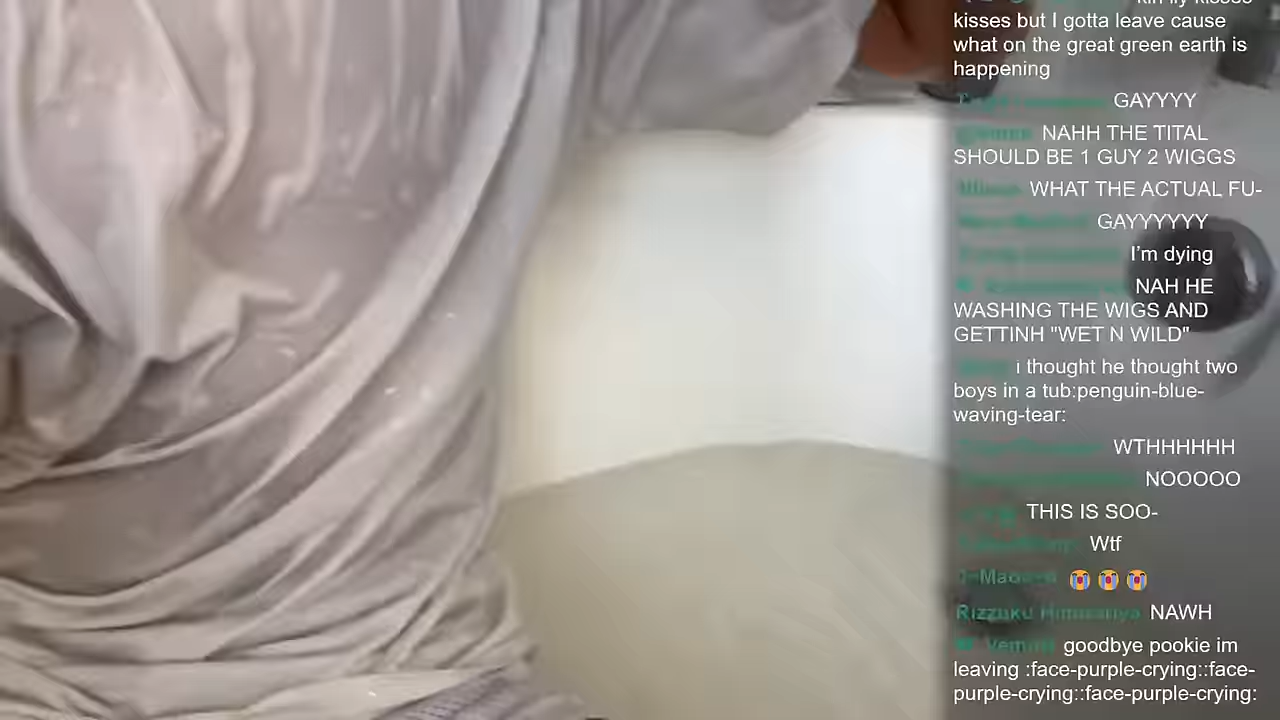 kisses but I gotta leave cause
what on the great green earth is
happening
GAYYYY
NAHH THE TITAL
SHOULD BE 1 GUY 2 WIGGS
WHAT THE ACTUAL FU-
GAYYYYYY
I'm dying
NAH HE
WASHING THE WIGS AND
GETTINH "WET N WILD"
i thought he thought two
boys in a tub:penguin-blue-
waving-tear:
WTHHHHHH
NOOOOO
THIS IS SOO-
Wtf
😭 😭 😭
Rizzuku NAWH
goodbye pookie im
leaving :face-purple-crying::face-
purple-crying::face-purple-crying: